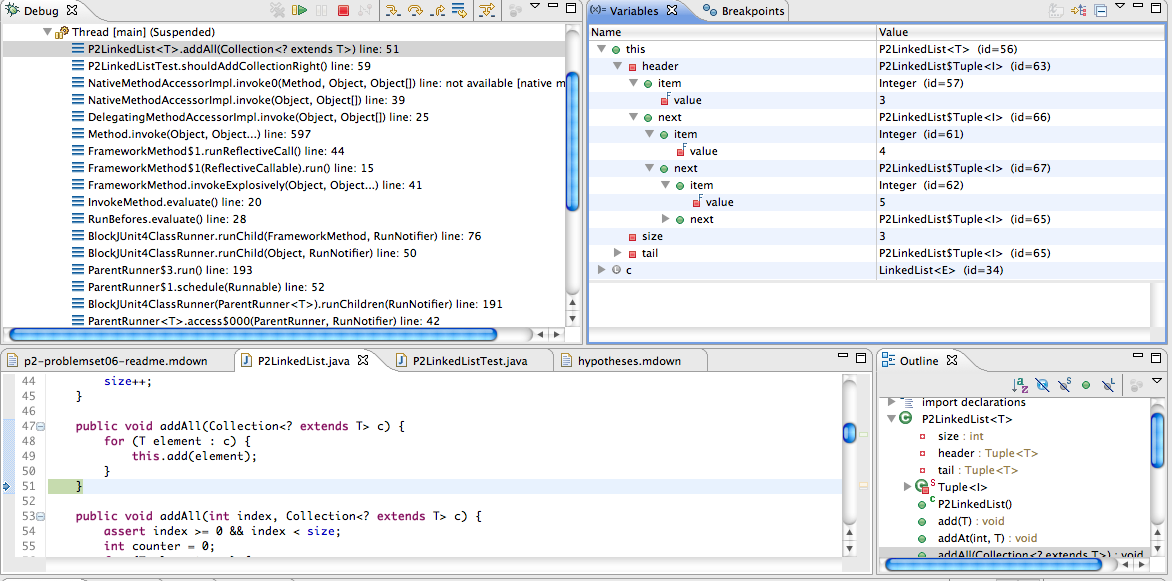 Debug
Thread [main] (Suspended)
P2LinkedList<T>.addAll(Collection<? extends T>) line: 51
P2LinkedListTest.shouldAddCollectionRight() line: 59
NativeMethodAccessorImpl.invoke0(Method, Object, Object[]) line: not available [native m
NativeMethodAccessorImpl.invoke(Object, Object[]) line: 39
DelegatingMethodAccessorImpl.invoke(Object, Object[]) line: 25
Method.invoke(Object, Object...) line: 597
FrameworkMethod$1.runReflectiveCall() line: 44
FrameworkMethod$1(ReflectiveCallable).run() line: 15
FrameworkMethod.invokeExplosively(Object, Object...) line: 41
InvokeMethod.evaluate() line: 20
RunBefores.evaluate() line: 28
BlockJUnit4ClassRunner.runChild(FrameworkMethod, RunNotifier) line: 76
BlockJUnit4ClassRunner.runChild(Object, RunNotifier) line: 50
ParentRunner$3.run() line: 193
ParentRunner$1.schedule(Runnable) line: 52
BlockJUnit4ClassRunner(ParentRunner<T>).runChildren(RunNotifier) line: 191
ParentRunner<T>.access$000(ParentRunner, RunNotifier) line: 42
(x)= Variables Breakpoints
Name Value
this P2LinkedList<T> (id=56)
header P2LinkedList$Tuple<I> (id=63)
item Integer (id=57)
value 3
next P2LinkedList$Tuple<I> (id=66)
item Integer (id=61)
value 4
next P2LinkedList$Tuple<I> (id=67)
item Integer (id=62)
value 5
next P2LinkedList$Tuple<I> (id=65)
size 3
tail P2LinkedList$Tuple<I> (id=65)
c LinkedList<E> (id=34)
p2-problemset06-readme.mdown P2LinkedList.java P2LinkedListTest.java hypotheses.mdown
44 size++;
45 }
46
47 public void addAll(Collection<? extends T> c) {
48 for (T element : c) {
49 this.add(element);
50 }
51 }
52
53 public void addAll(int index, Collection<? extends T> c) {
54 assert index >= 0 && index < size;
55 int counter = 0;
Outline
import declarations
P2LinkedList<T>
size : int
header : Tuple<T>
tail : Tuple<T>
Tuple<I>
P2LinkedList()
add(T) : void
addAt(int, T) : void
addAll(Collection<? extends T>) : void